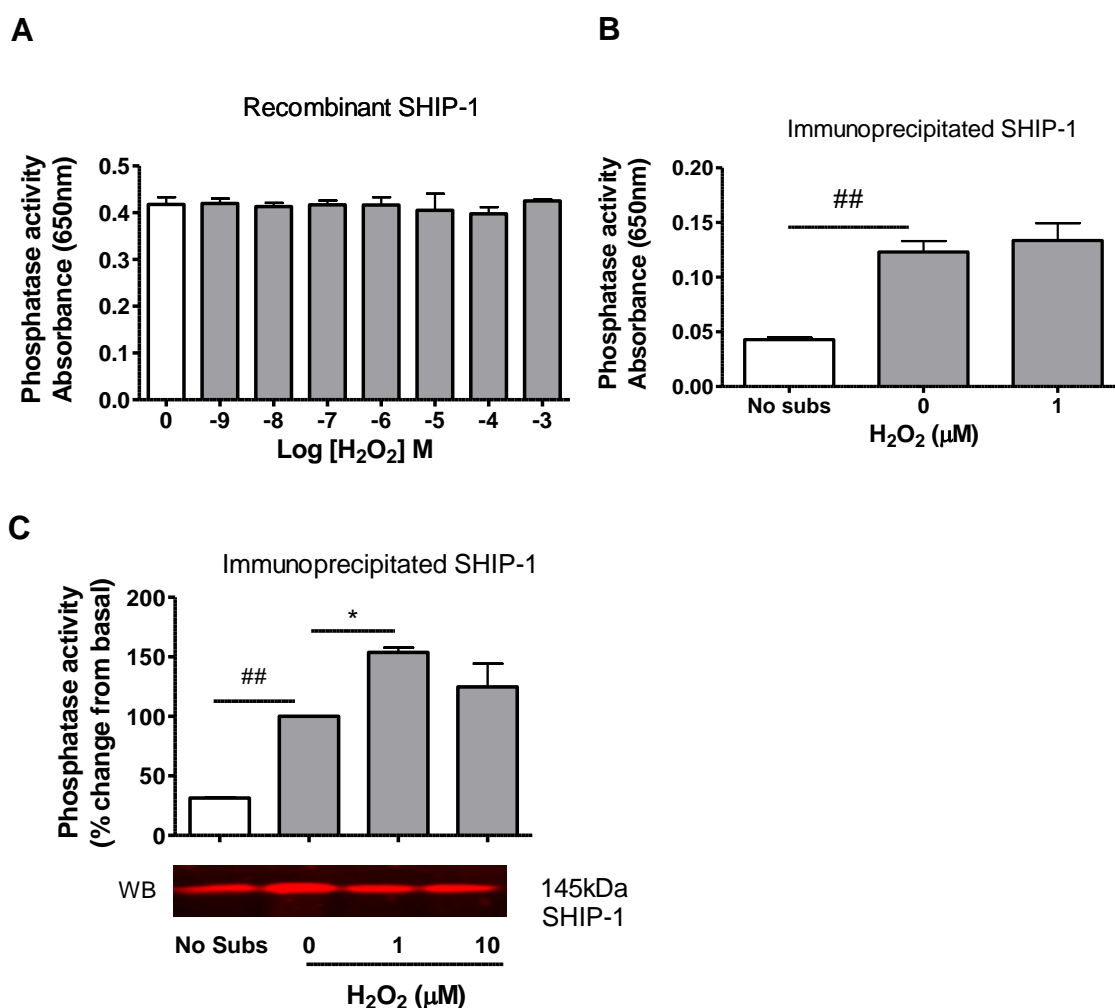 A
Recombinant SHIP-1
Phosphatase activity
Absorbance (650nm)
0.5
0.4
0.3
0.2
0.1
0.0
0 -9 -8 -7 -6 -5 -4 -3
Log [H₂O₂] M
B
Immunoprecipitated SHIP-1
Phosphatase activity
Absorbance (650nm)
0.20
0.15
0.10
0.05
0.00
##
No subs 0 1
H₂O₂ (μM)
C
Immunoprecipitated SHIP-1
Phosphatase activity
(% change from basal)
200
150
100
50
0
##
*
WB
145kDa
SHIP-1
No Subs 0 1 10
H₂O₂ (μM)